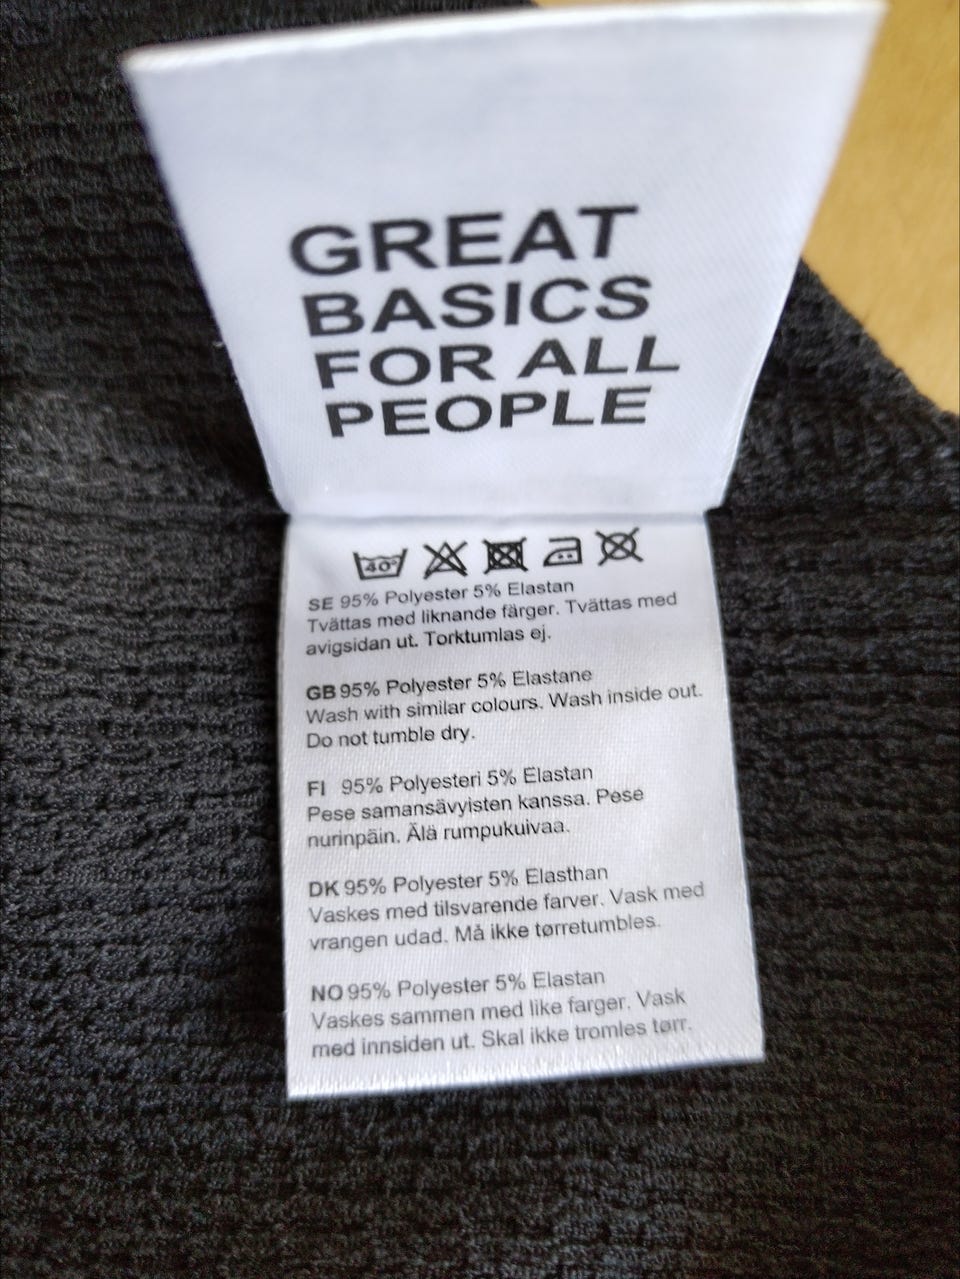 GREAT
BASICS
FOR ALL
PEOPLE
40°
SE 95% Polyester 5% Elastan
Tvättas med liknande färger. Tvättas med
avigsidan ut. Torktumlas ej.
GB 95% Polyester 5% Elastane
Wash with similar colours. Wash inside out.
Do not tumble dry.
FI 95% Polyesteri 5% Elastan
Pese samansävyisten kanssa. Pese
nurinpäin. Älä rumpukuivaa.
DK 95% Polyester 5% Elasthan
Vaskes med tilsvarende farver. Vask med
vrangen udad. Må ikke tørretumbles.
NO 95% Polyester 5% Elastan
Vaskes sammen med like farger. Vask
med innsiden ut. Skal ikke tromles tørr.